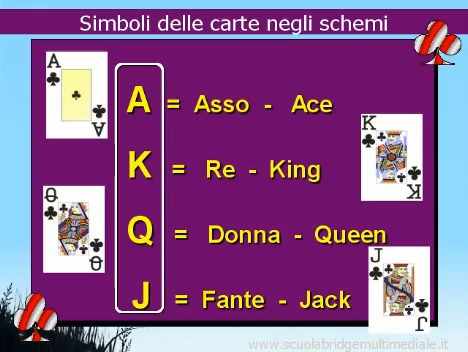 Simboli delle carte negli schemi
A = Asso - Ace
K = Re - King
Q = Donna - Queen
J = Fante - Jack
A
A
K
K
Q
Q
J
J
www.scuolabridgemultimediale.it